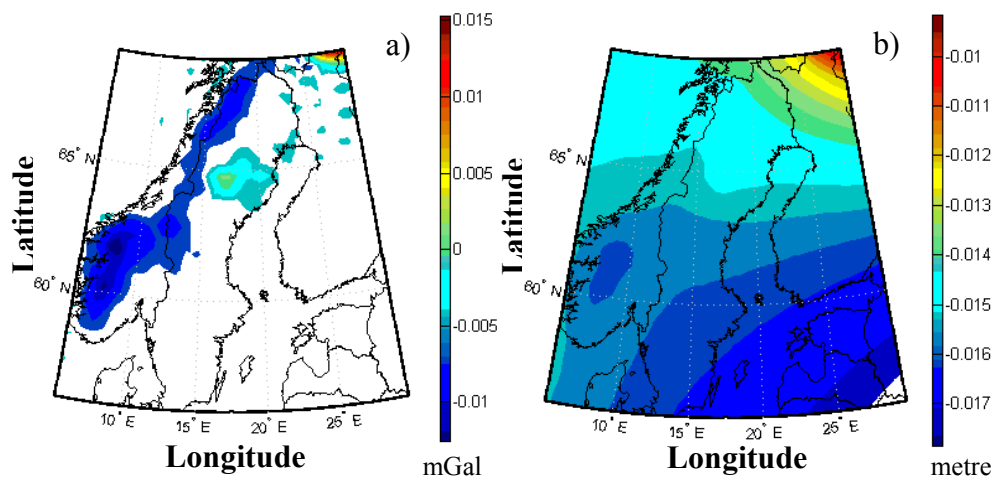 a)
0.015
0.01
0.005
0
-0.005
-0.01
mGal
Latitude
65° N
60° N
10° E
15° E
20° E
25° E
Longitude
b)
-0.01
-0.011
-0.012
-0.013
-0.014
-0.015
-0.016
-0.017
metre
Latitude
65° N
60° N
10° E
15° E
20° E
25° E
Longitude